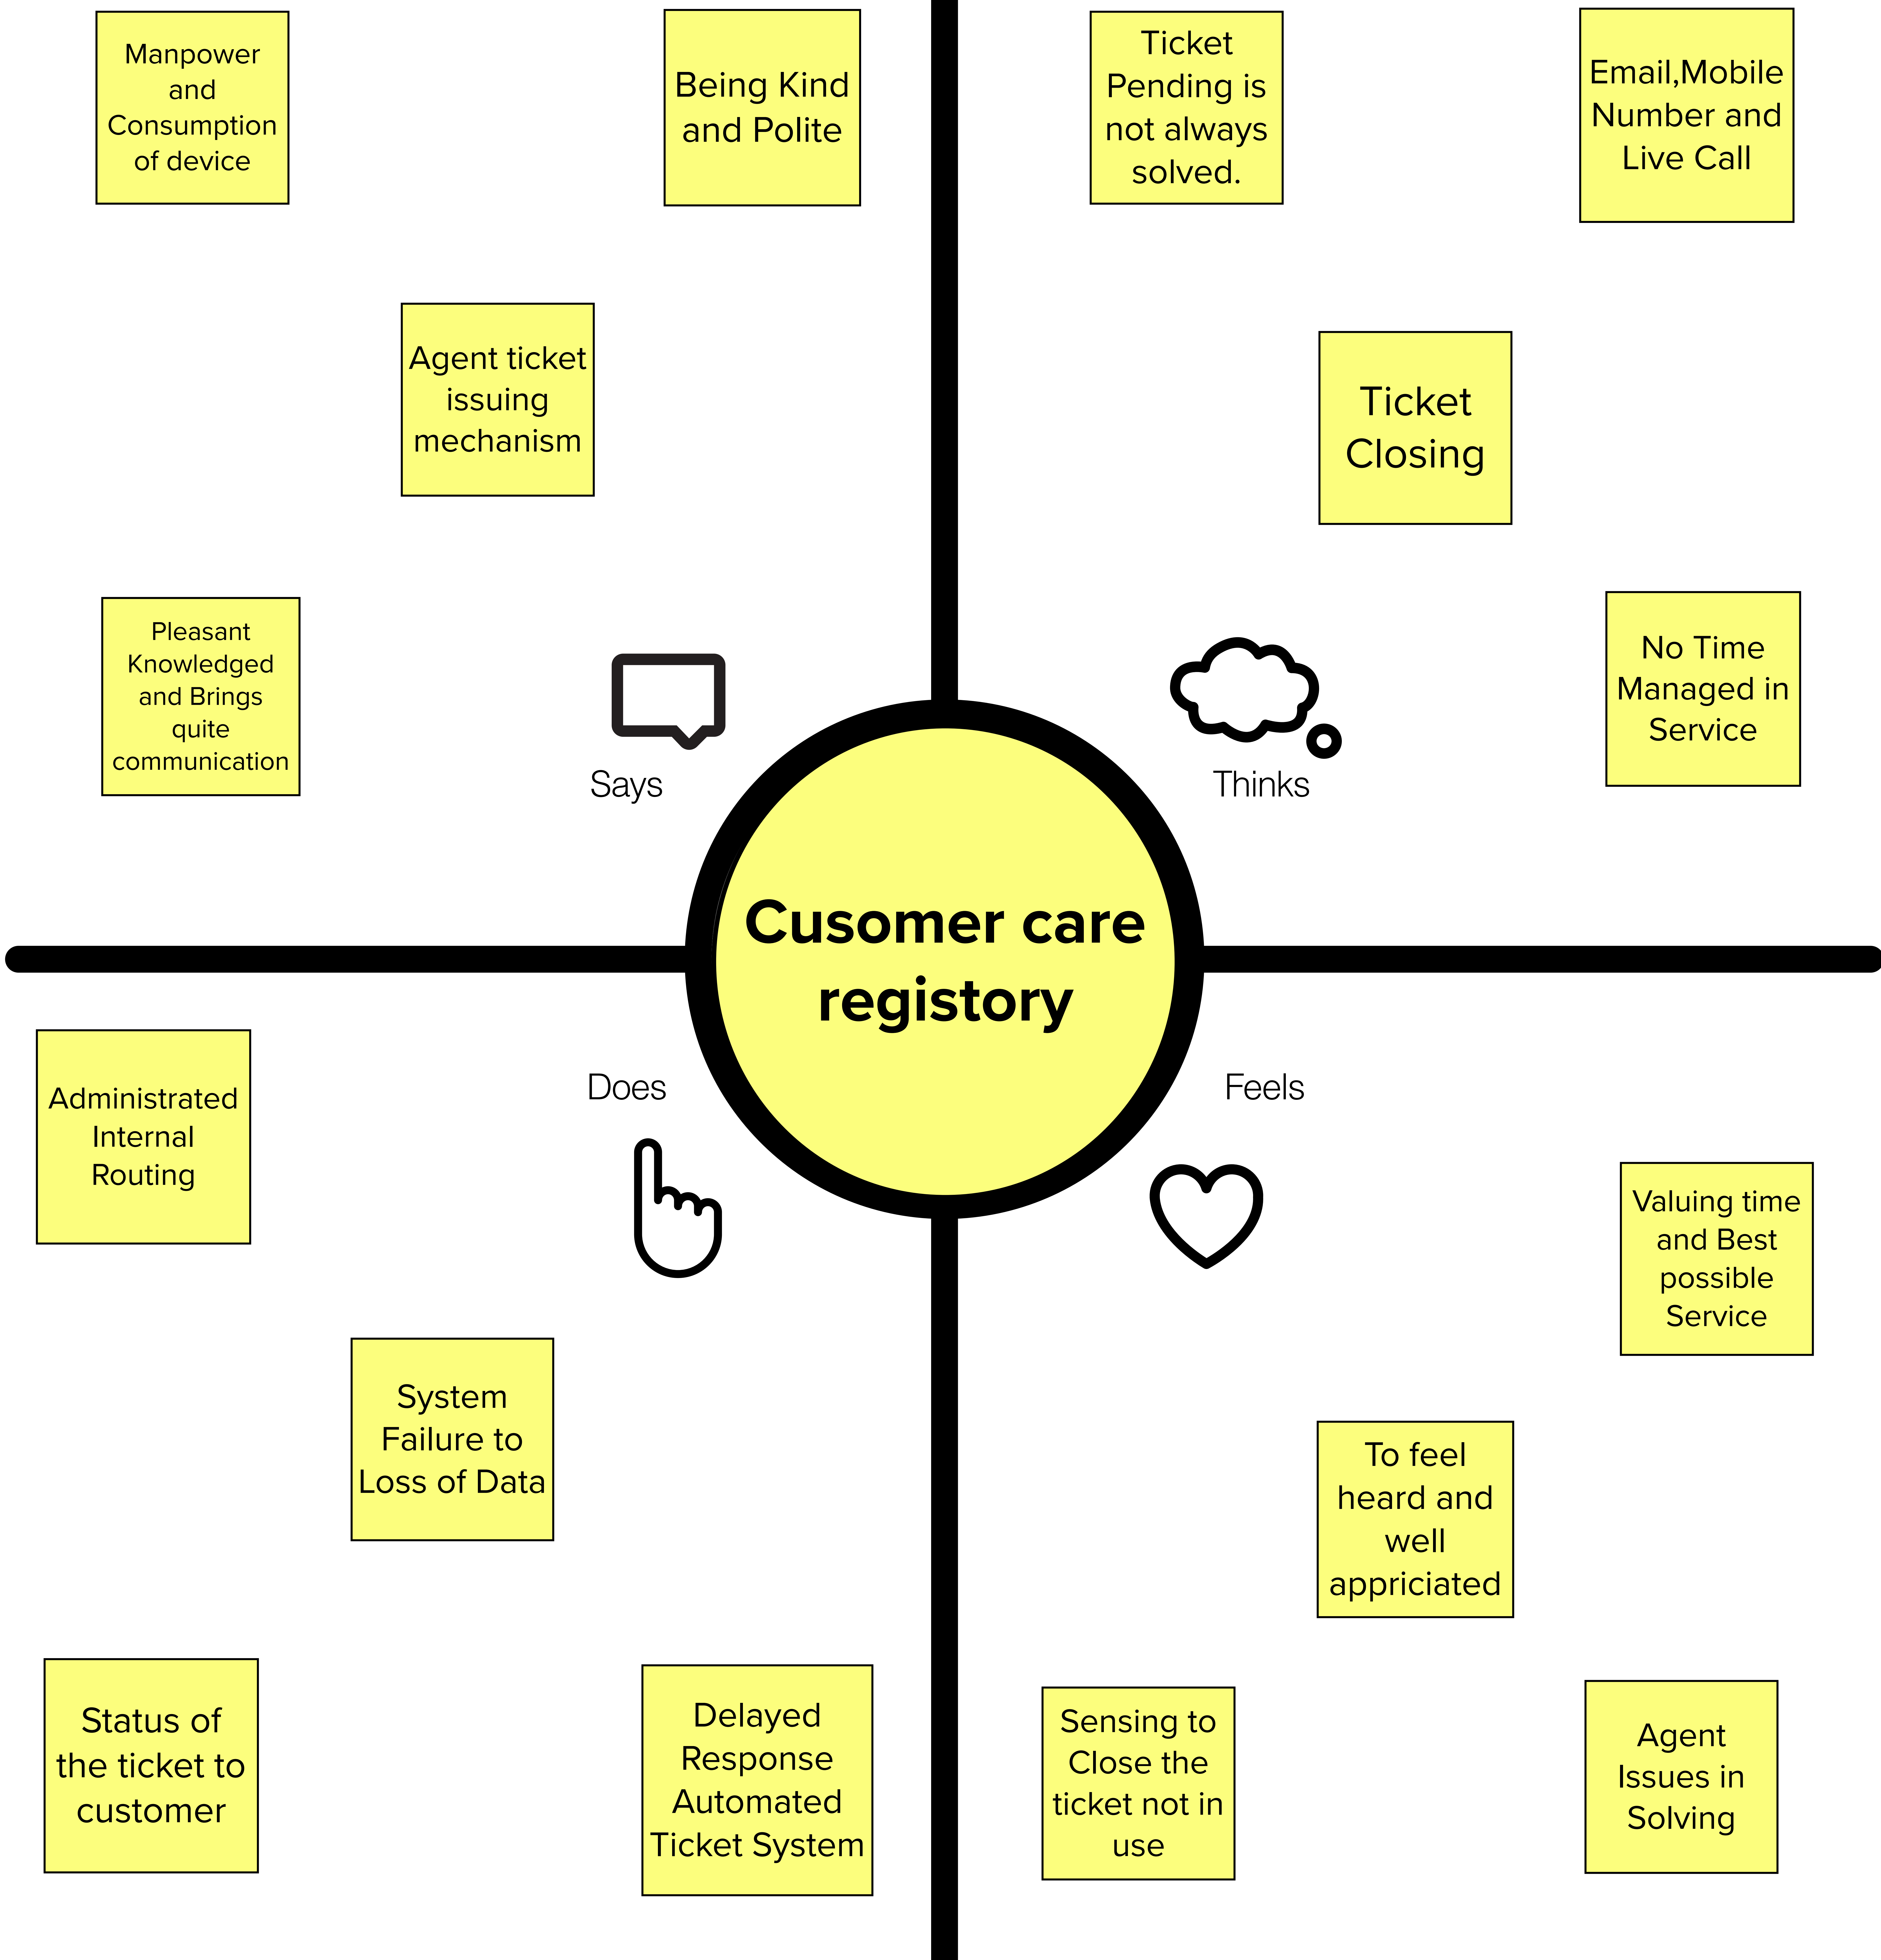 Manpower
and
Consumption
of device
Being Kind
and Polite
Agent ticket
issuing
mechanism
Pleasant
Knowledged
and Brings
quite
communication
Says
Ticket
Pending is
not always
solved.
Email,Mobile
Number and
Live Call
Ticket
Closing
No Time
Managed in
Service
Thinks
Cusomer care
registory
Does
Administrated
Internal
Routing
System
Failure to
Loss of Data
Status of
the ticket to
customer
Delayed
Response
Automated
Ticket System
Feels
Valuing time
and Best
possible
Service
To feel
heard and
well
appriciated
Sensing to
Close the
ticket not in
use
Agent
Issues in
Solving